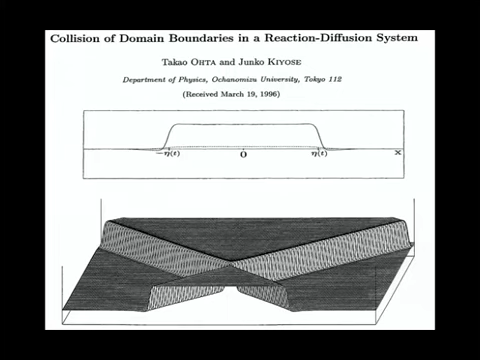 Collision of Domain Boundaries in a Reaction-Diffusion System
Takao OHTA and Junko KIYOSE
Department of Physics, Ochanomizu University, Tokyo 112
(Received March 19, 1996)
−η(t) 0 η(t) x